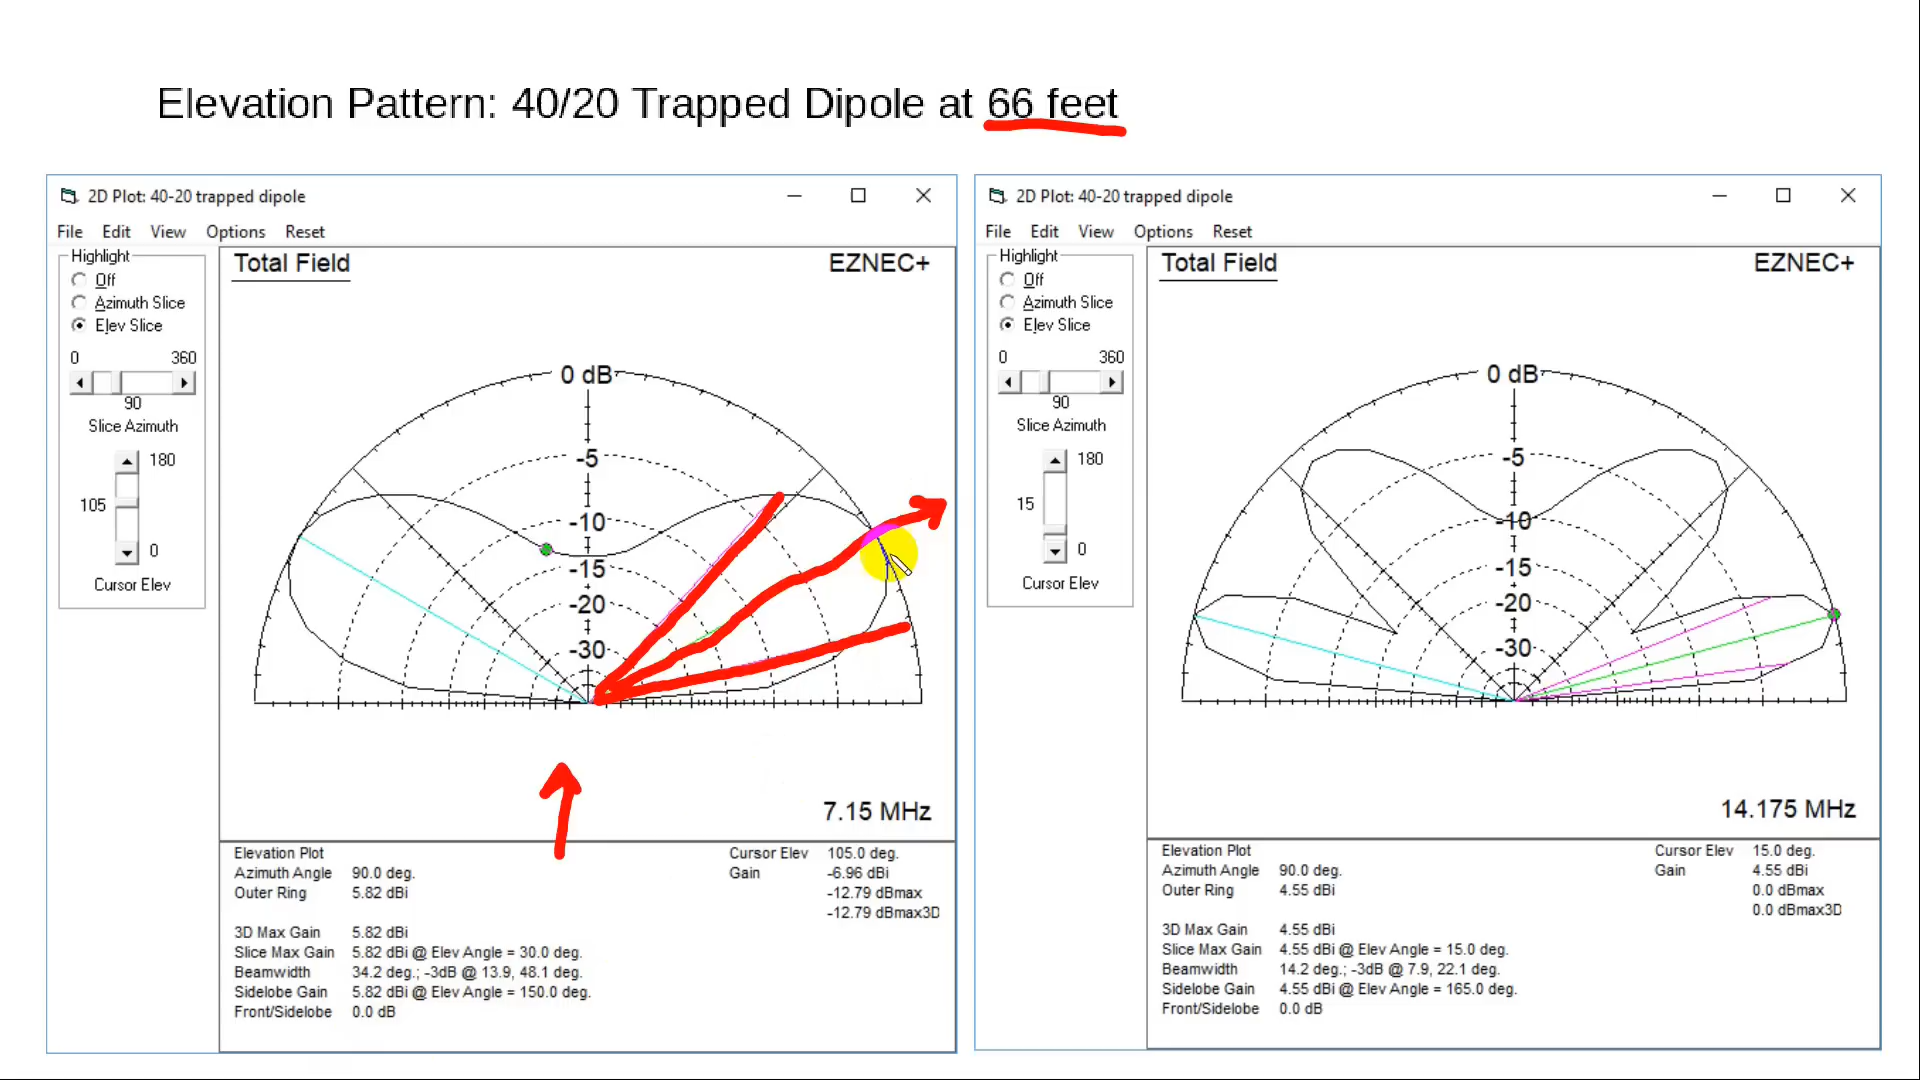 Elevation Pattern: 40/20 Trapped Dipole at 66 feet
2D Plot: 40-20 trapped dipole
File Edit View Options Reset
Highlight
Off
Azimuth Slice
Elev Slice
0 360
90
Slice Azimuth
180
105
0
Cursor Elev
Total Field
EZNEC+
0 dB
-5
-10
-15
-20
-30
7.15 MHz
Elevation Plot
Azimuth Angle 90.0 deg.
Outer Ring 5.82 dBi
3D Max Gain 5.82 dBi
Slice Max Gain 5.82 dBi @ Elev Angle = 30.0 deg.
Beamwidth 34.2 deg.; -3dB @ 13.9, 48.1 deg.
Sidelobe Gain 5.82 dBi @ Elev Angle = 150.0 deg.
Front/Sidelobe 0.0 dB
Cursor Elev 105.0 deg.
Gain -6.96 dBi
-12.79 dBmax
-12.79 dBmax3D
2D Plot: 40-20 trapped dipole
File Edit View Options Reset
Highlight
Off
Azimuth Slice
Elev Slice
0 360
90
Slice Azimuth
180
15
0
Cursor Elev
Total Field
EZNEC+
0 dB
-5
-10
-15
-20
-30
14.175 MHz
Elevation Plot
Azimuth Angle 90.0 deg.
Outer Ring 4.55 dBi
3D Max Gain 4.55 dBi
Slice Max Gain 4.55 dBi @ Elev Angle = 15.0 deg.
Beamwidth 14.2 deg.; -3dB @ 7.9, 22.1 deg.
Sidelobe Gain 4.55 dBi @ Elev Angle = 165.0 deg.
Front/Sidelobe 0.0 dB
Cursor Elev 15.0 deg.
Gain 4.55 dBi
0.0 dBmax
0.0 dBmax3D